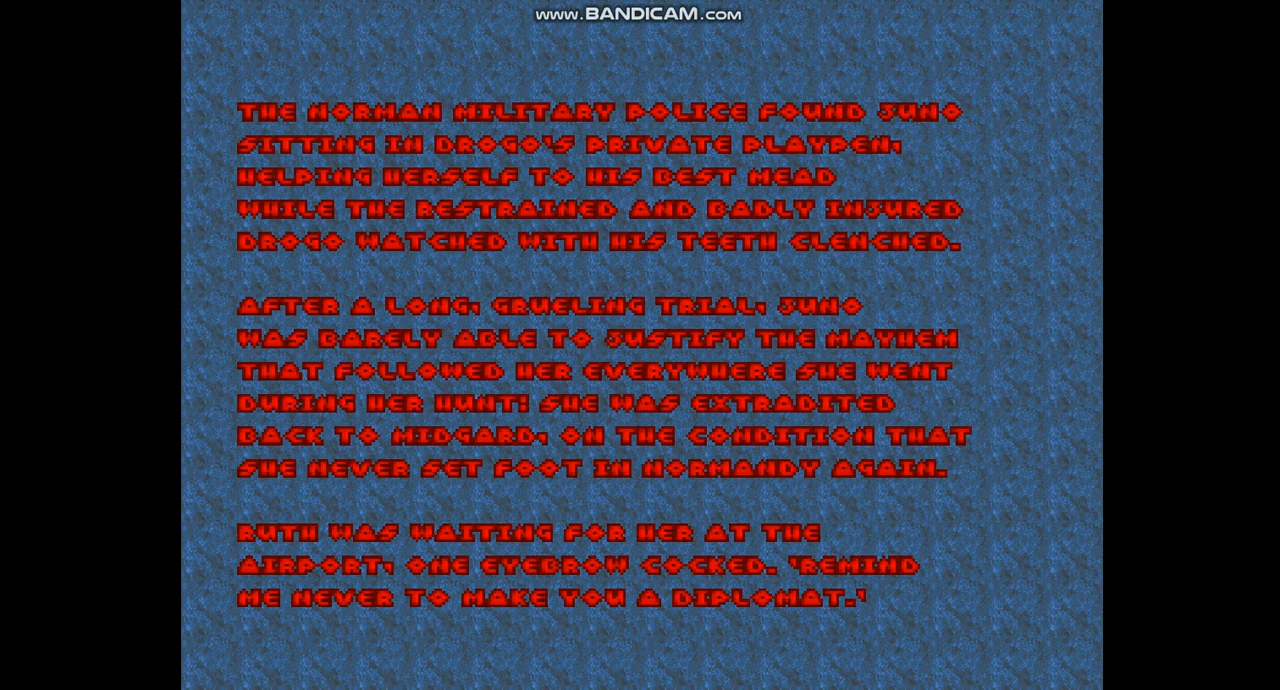 www.BANDICAM.com
THE NORMAN MILITARY POLICE FOUND JUNO
SITTING IN DROGO'S PRIVATE PLAYPEN,
HELPING HERSELF TO HIS BEST MEAD
WHILE THE RESTRAINED AND BADLY INJURED
DROGO WATCHED WITH HIS TEETH CLENCHED.
AFTER A LONG, GRUELING TRIAL, JUNO
WAS BARELY ABLE TO JUSTIFY THE MAYHEM
THAT FOLLOWED HER EVERYWHERE SHE WENT
DURING HER HUNT! SHE WAS EXTRADITED
BACK TO MIDGARD, ON THE CONDITION THAT
SHE NEVER SET FOOT IN NORMANDY AGAIN.
RUTH WAS WAITING FOR HER AT THE
AIRPORT, ONE EYEBROW COCKED. 'REMIND
ME NEVER TO MAKE YOU A DIPLOMAT.'